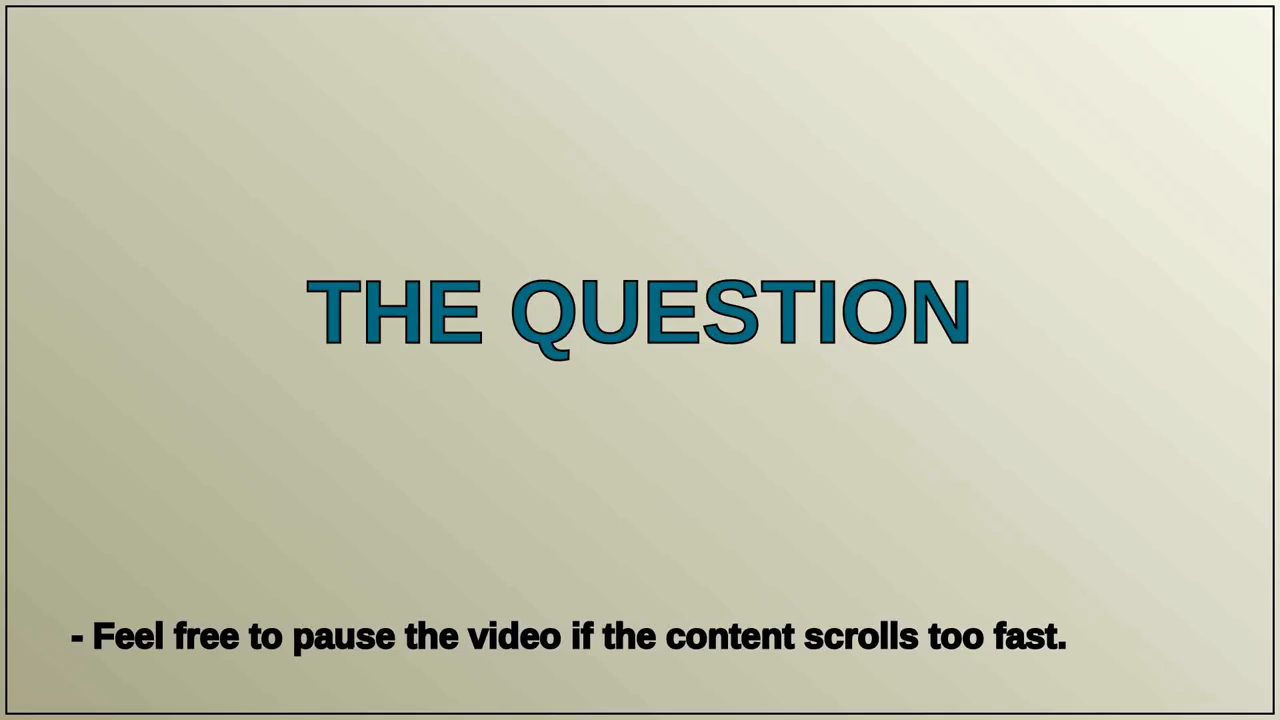 THE QUESTION
- Feel free to pause the video if the content scrolls too fast.